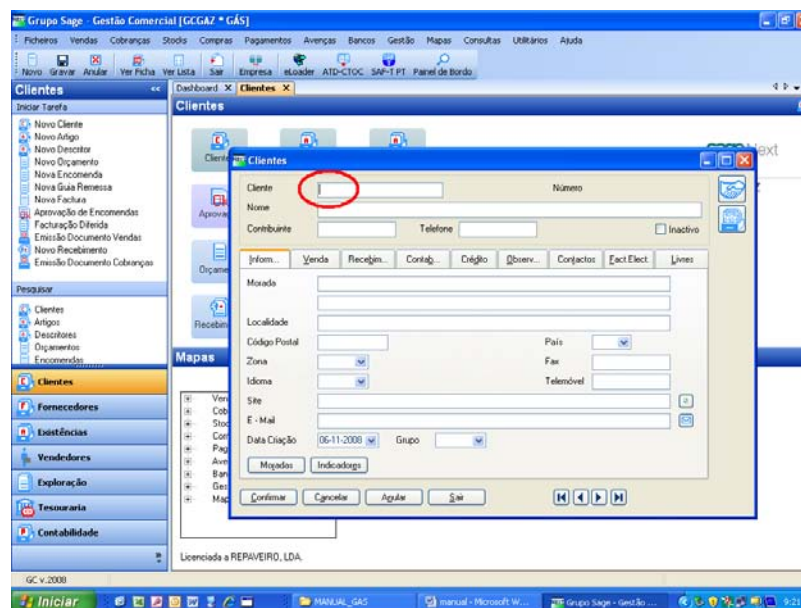 Grupo Sage - Gestão Comercial [GCGAZ * GÁS]
Ficheiros Vendas Cobranças Stocks Compras Pagamentos Avenças Bancos Gestão Mapas Consultas Utilitários Ajuda
Novo Gravar Anular Ver Ficha Ver Lista Sair Empresa eLoader ATD-CTOC SAF-T PT Painel de Bordo
Clientes
Dashboard Clientes
Iniciar Tarefa
Clientes
Novo Cliente
Novo Artigo
Novo Descritor
Novo Orçamento
Nova Encomenda
Nova Guia Remessa
Nova Factura
Aprovação de Encomendas
Facturação Diferida
Emissão Documento Vendas
Novo Recebimento
Emissão Documento Cobranças
Pesquisar
Clientes
Artigos
Descritores
Orçamentos
Encomendas
Clientes
Fornecedores
Existências
Vendedores
Exploração
Tesouraria
Contabilidade
Mapas
Clientes
Cliente
Número
Nome
Contribuinte
Telefone
Inactivo
Inform... Venda Recebim... Contab... Crédito Observ... Contactos Fact.Elect. Livres
Morada
Localidade
Código Postal
País
Zona
Fax
Idioma
Telemóvel
Site
E - Mail
Data Criação 06-11-2008 Grupo
Moradas Indicadores
Confirmar Cancelar Anular Sair
Licenciada a REPAVEIRO, LDA.
GC v.2008
Iniciar MANUAL_GAS manual - Microsoft W... Grupo Sage - Gestão ... 9:21